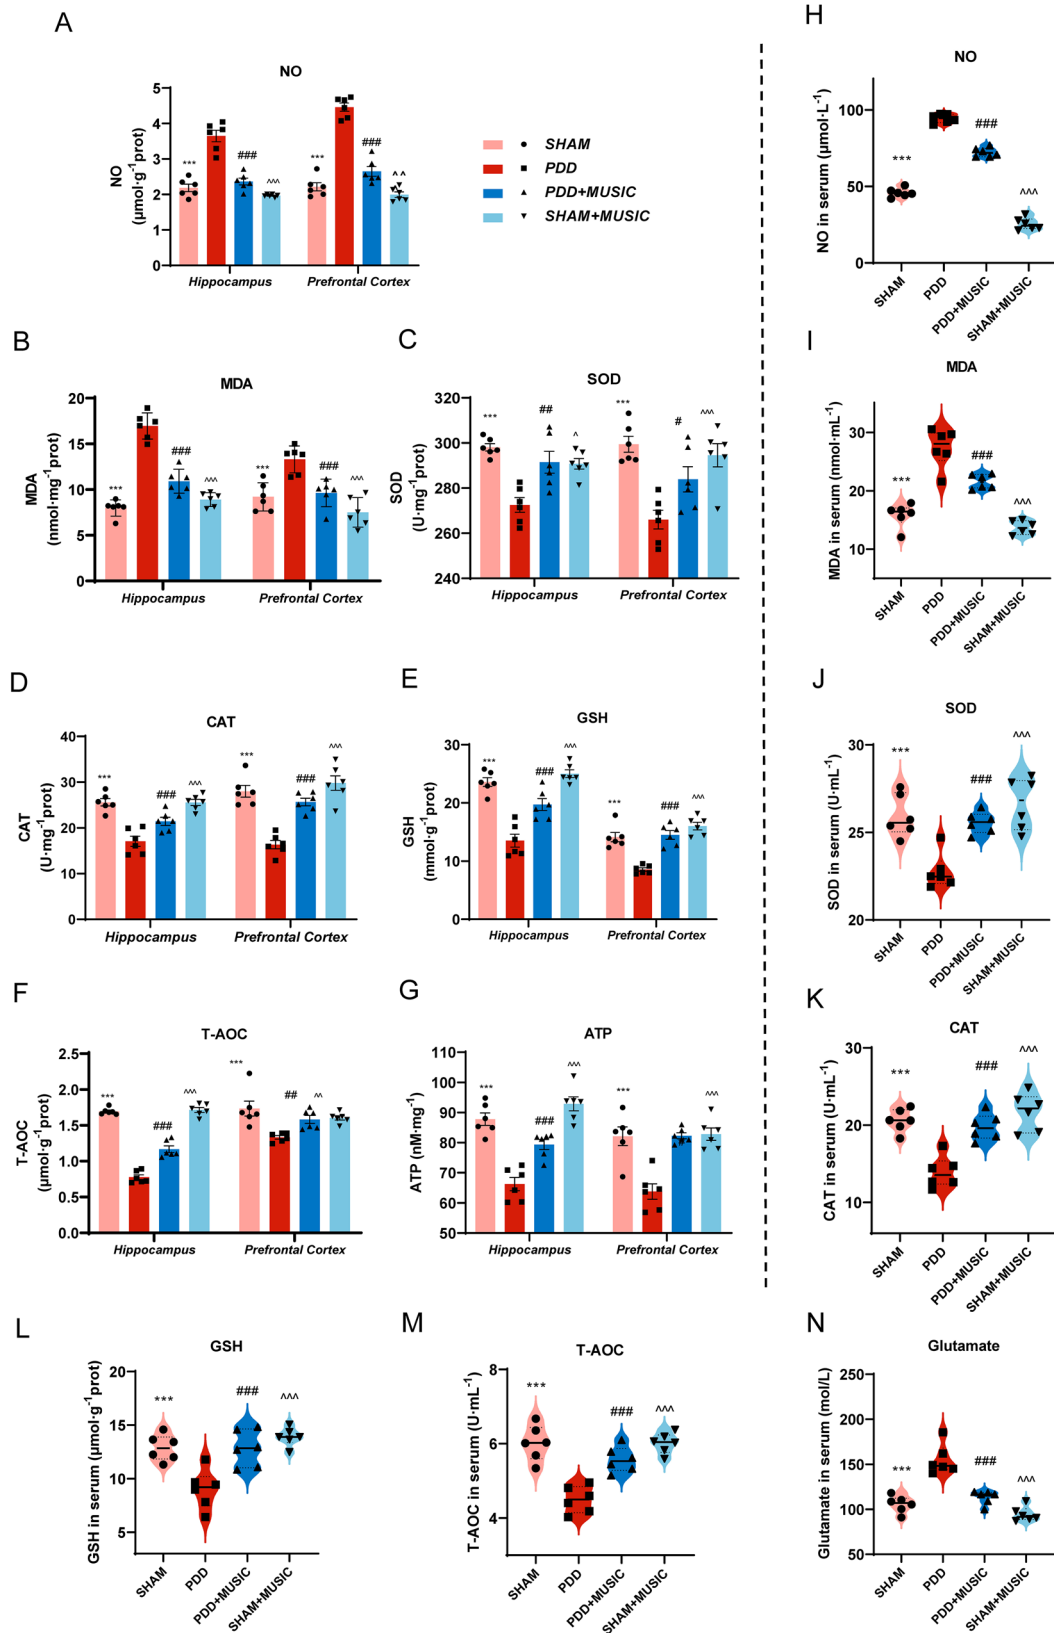 A
NO
NO
(μmol·g⁻¹prot)
5
4
3
2
1
0
***
###
^^^
***
###
^ ^
Hippocampus
Prefrontal Cortex
SHAM
PDD
PDD+MUSIC
SHAM+MUSIC
H
NO
NO in serum (μmol·L⁻¹)
100
50
0
***
###
^^^
SHAM
PDD
PDD+MUSIC
SHAM+MUSIC
B
MDA
MDA
(nmol·mg⁻¹prot)
20
15
10
5
0
***
###
^^^
***
###
^^^
Hippocampus
Prefrontal Cortex
C
SOD
SOD
(U·mg⁻¹prot)
320
300
280
260
240
***
##
^
***
#
^^^
Hippocampus
Prefrontal Cortex
I
MDA
MDA in serum (nmol·mL⁻¹)
30
20
10
***
###
^^^
SHAM
PDD
PDD+MUSIC
SHAM+MUSIC
D
CAT
CAT
(U·mg⁻¹prot)
40
30
20
10
0
***
###
^^^
***
###
^^^
Hippocampus
Prefrontal Cortex
E
GSH
GSH
(mmol·g⁻¹prot)
30
20
10
0
***
###
^^^
***
###
^^^
Hippocampus
Prefrontal Cortex
J
SOD
SOD in serum (U·mL⁻¹)
30
25
20
***
###
^^^
SHAM
PDD
PDD+MUSIC
SHAM+MUSIC
F
T-AOC
T-AOC
(μmol·g⁻¹prot)
2.5
2.0
1.5
1.0
0.5
0.0
***
###
^^^
***
##
^^
Hippocampus
Prefrontal Cortex
G
ATP
ATP (nM·mg⁻¹)
110
100
90
80
70
60
50
***
###
^^^
***
^^^
Hippocampus
Prefrontal Cortex
K
CAT
CAT in serum (U·mL⁻¹)
30
20
10
***
###
^^^
SHAM
PDD
PDD+MUSIC
SHAM+MUSIC
L
GSH
GSH in serum (μmol·g⁻¹prot)
20
15
10
5
***
###
^^^
SHAM
PDD
PDD+MUSIC
SHAM+MUSIC
M
T-AOC
T-AOC in serum (U·mL⁻¹)
8
6
4
***
###
^^^
SHAM
PDD
PDD+MUSIC
SHAM+MUSIC
N
Glutamate
Glutamate in serum (mol/L)
250
200
150
100
50
***
###
^^^
SHAM
PDD
PDD+MUSIC
SHAM+MUSIC